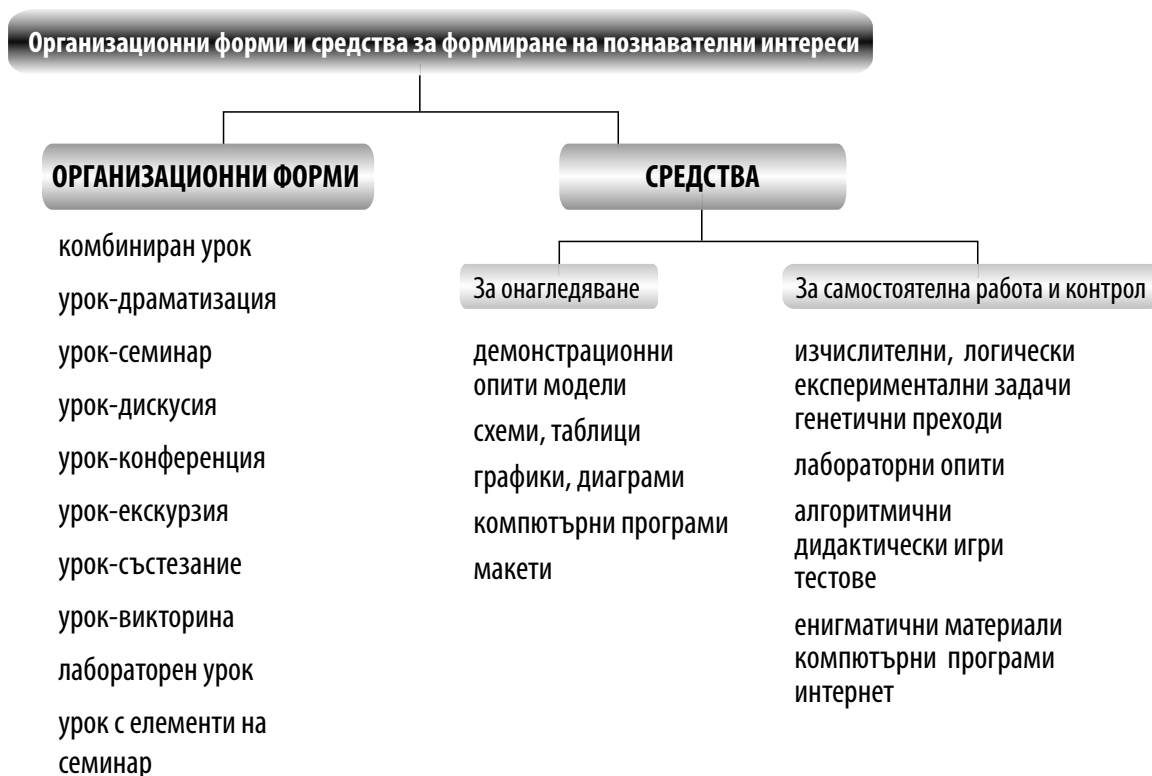 Организационни форми и средства за формиране на познавателни интереси
ОРГАНИЗАЦИОННИ ФОРМИ
комбиниран урок
урок-драматизация
урок-семинар
урок-дискусия
урок-конференция
урок-екскурзия
урок-състезание
урок-викторина
лабораторен урок
урок с елементи на
семинар
СРЕДСТВА
За онагледяване
демонстрационни
опити модели
схеми, таблици
графики, диаграми
компютърни програми
макети
За самостоятелна работа и контрол
изчислителни, логически
експериментални задачи
генетични преходи
лабораторни опити
алгоритмични
дидактически игри
тестове
енигматични материали
компютърни програми
интернет